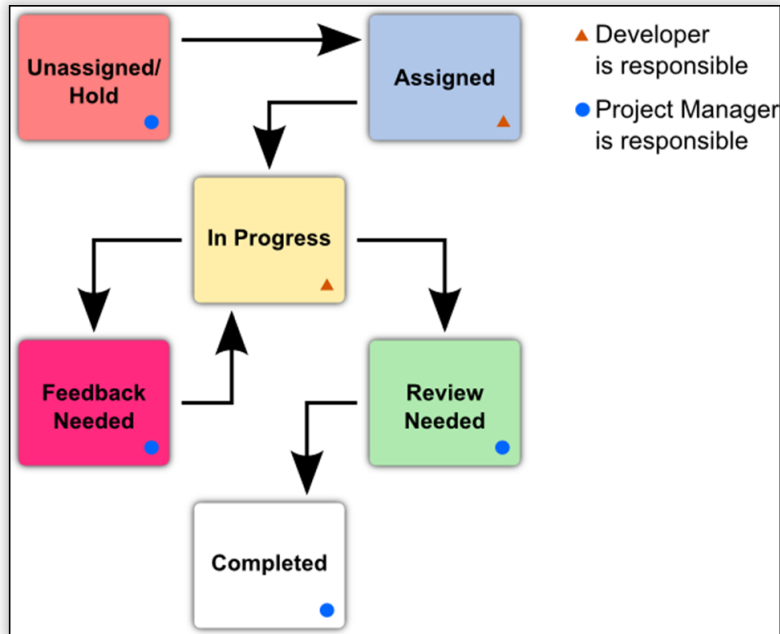 Unassigned/
Hold
Assigned
Developer
is responsible
Project Manager
is responsible
In Progress
Feedback
Needed
Review
Needed
Completed